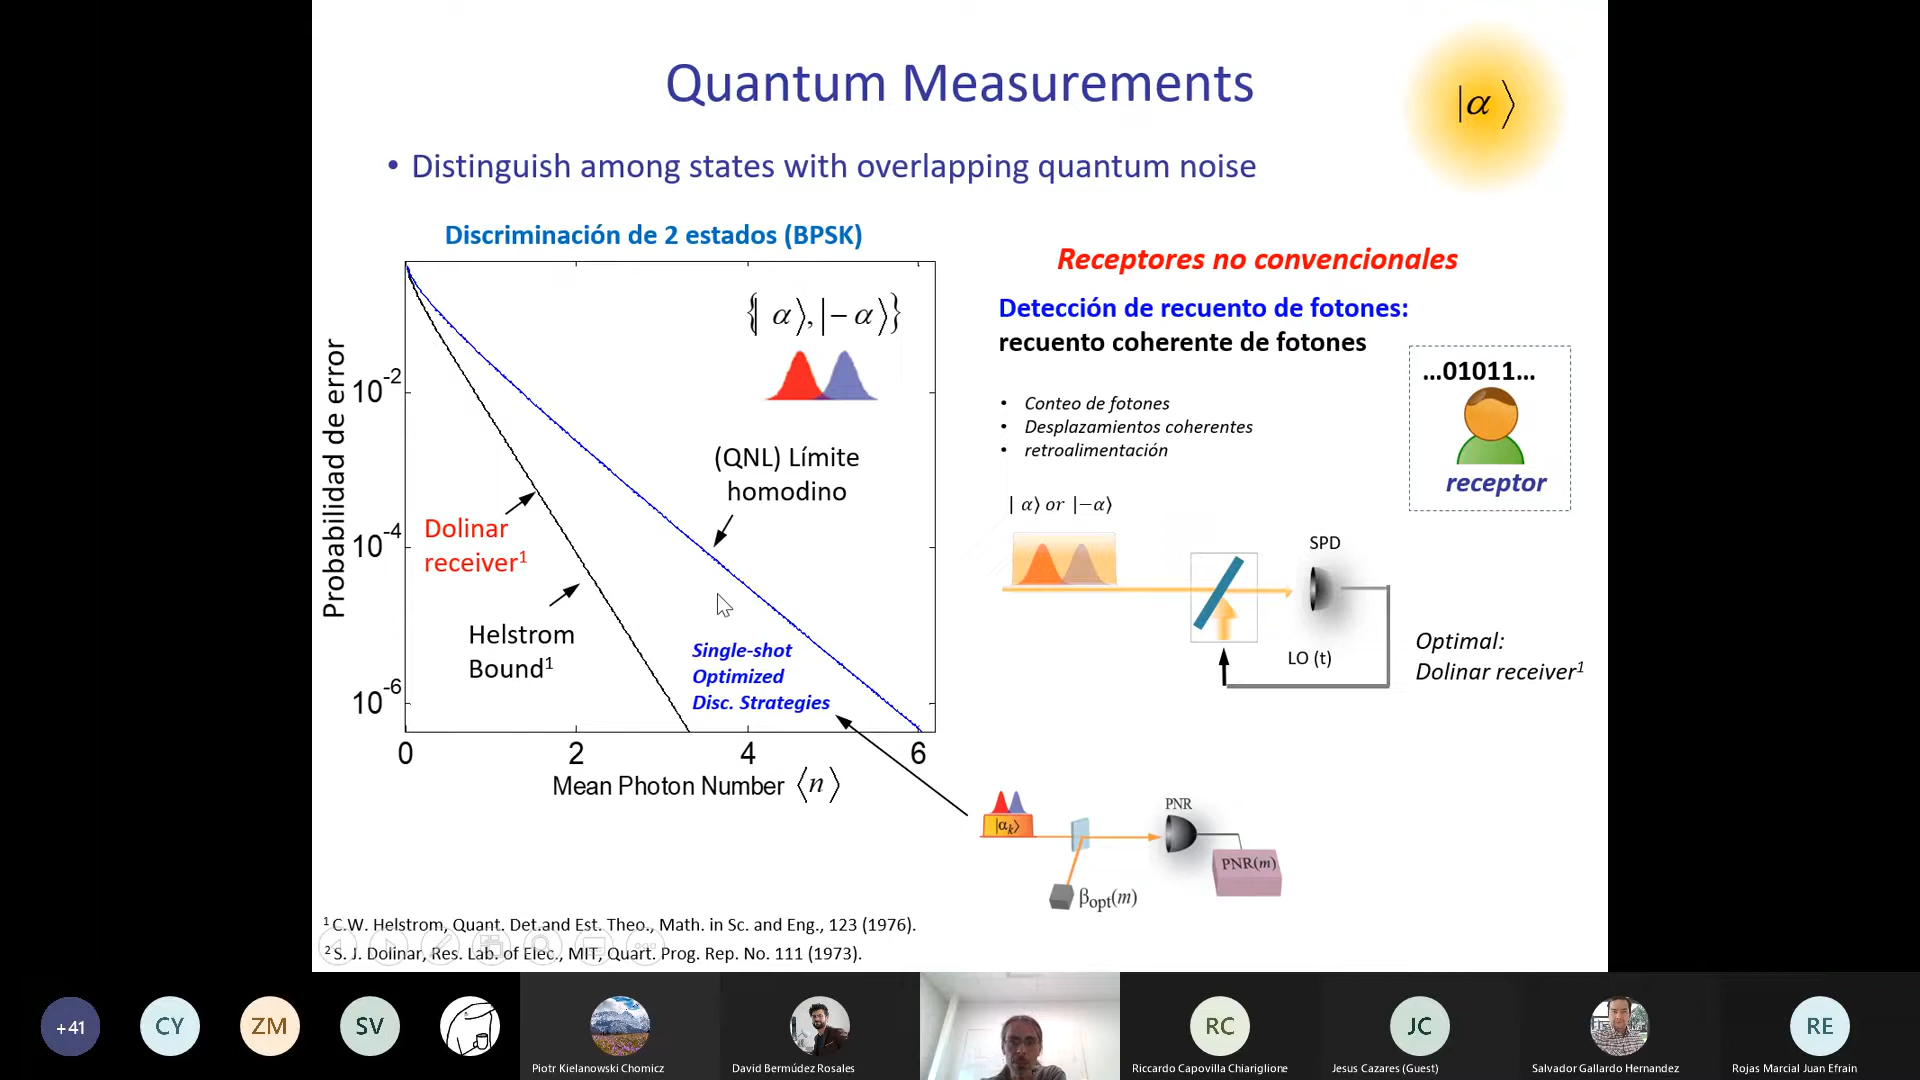 Quantum Measurements
|α⟩
• Distinguish among states with overlapping quantum noise
Discriminación de 2 estados (BPSK)
Probabilidad de error
10-2
10-4
10-6
0
2
4
6
Mean Photon Number ⟨n⟩
{| α⟩,|−α⟩}
(QNL) Límite
homodino
Dolinar
receiver1
Helstrom
Bound1
Single-shot
Optimized
Disc. Strategies
Receptores no convencionales
Detección de recuento de fotones:
recuento coherente de fotones
• Conteo de fotones
• Desplazamientos coherentes
• retroalimentación
...01011...
receptor
| α⟩ or |−α⟩
SPD
LO (t)
Optimal:
Dolinar receiver1
|αk⟩
PNR
PNR(m)
βopt(m)
1 C.W. Helstrom, Quant. Det.and Est. Theo., Math. in Sc. and Eng., 123 (1976).
2 S. J. Dolinar, Res. Lab. of Elec., MIT, Quart. Prog. Rep. No. 111 (1973).
+41
CY
ZM
SV
Piotr Kielanowski Chomicz
David Bermúdez Rosales
RC
Riccardo Capovilla Chiariglione
JC
Jesus Cazares (Guest)
Salvador Gallardo Hernandez
RE
Rojas Marcial Juan Efrain